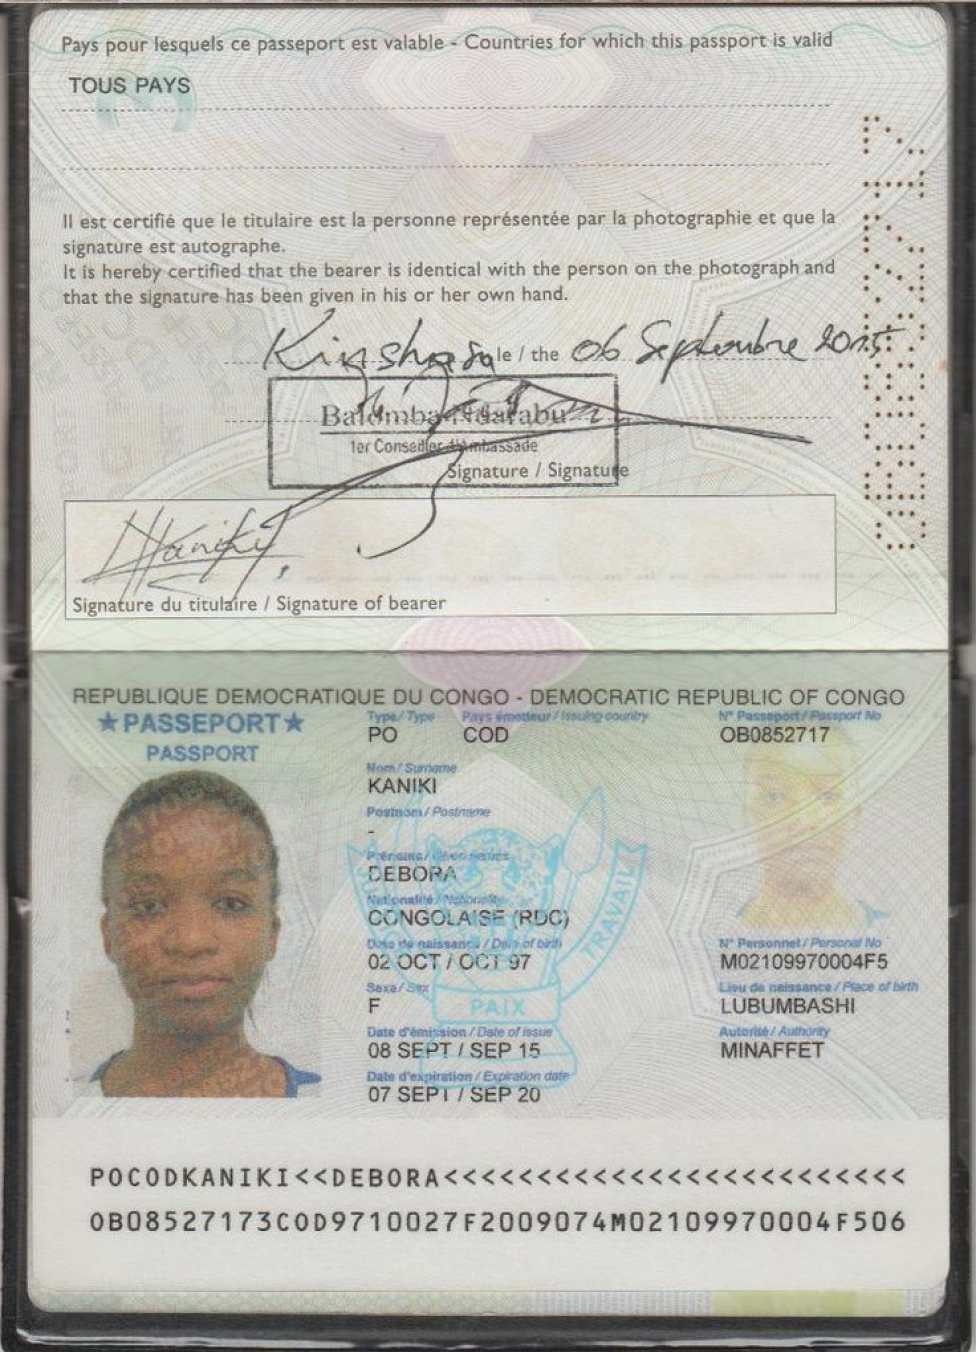 Pays pour lesquels ce passeport est valable - Countries for which this passport is valid
TOUS PAYS
Il est certifié que le titulaire est la personne représentée par la photographie et que la
signature est autographe.
It is hereby certified that the bearer is identical with the person on the photograph and
that the signature has been given in his or her own hand.
Kinshasa le / the 06 Septembre 2015
Balomba Ndarabu
1er Conseiller d'Ambassade
Signature / Signature
Kaniki
Signature du titulaire / Signature of bearer
REPUBLIQUE DEMOCRATIQUE DU CONGO - DEMOCRATIC REPUBLIC OF CONGO
★ PASSEPORT ★
PASSPORT
Type / Type Pays émetteur / Issuing country N° Passeport / Passport No
PO COD OB0852717
Nom / Surname
KANIKI
Postnom / Postname
-
Prénoms / Given names
DEBORA
Nationalité / Nationality
CONGOLAISE (RDC)
Date de naissance / Date of birth N° Personnel / Personal No
02 OCT / OCT 97 M02109970004F5
Sexe / Sex Lieu de naissance / Place of birth
F LUBUMBASHI
Date d'émission / Date of issue Autorité / Authority
08 SEPT / SEP 15 MINAFFET
Date d'expiration / Expiration date
07 SEPT / SEP 20
TRAVAIL
PAIX
POCODKANIKI<<DEBORA<<<<<<<<<<<<<<<<<<<<<<<<<
OB08527173COD9710027F2009074M02109970004F506